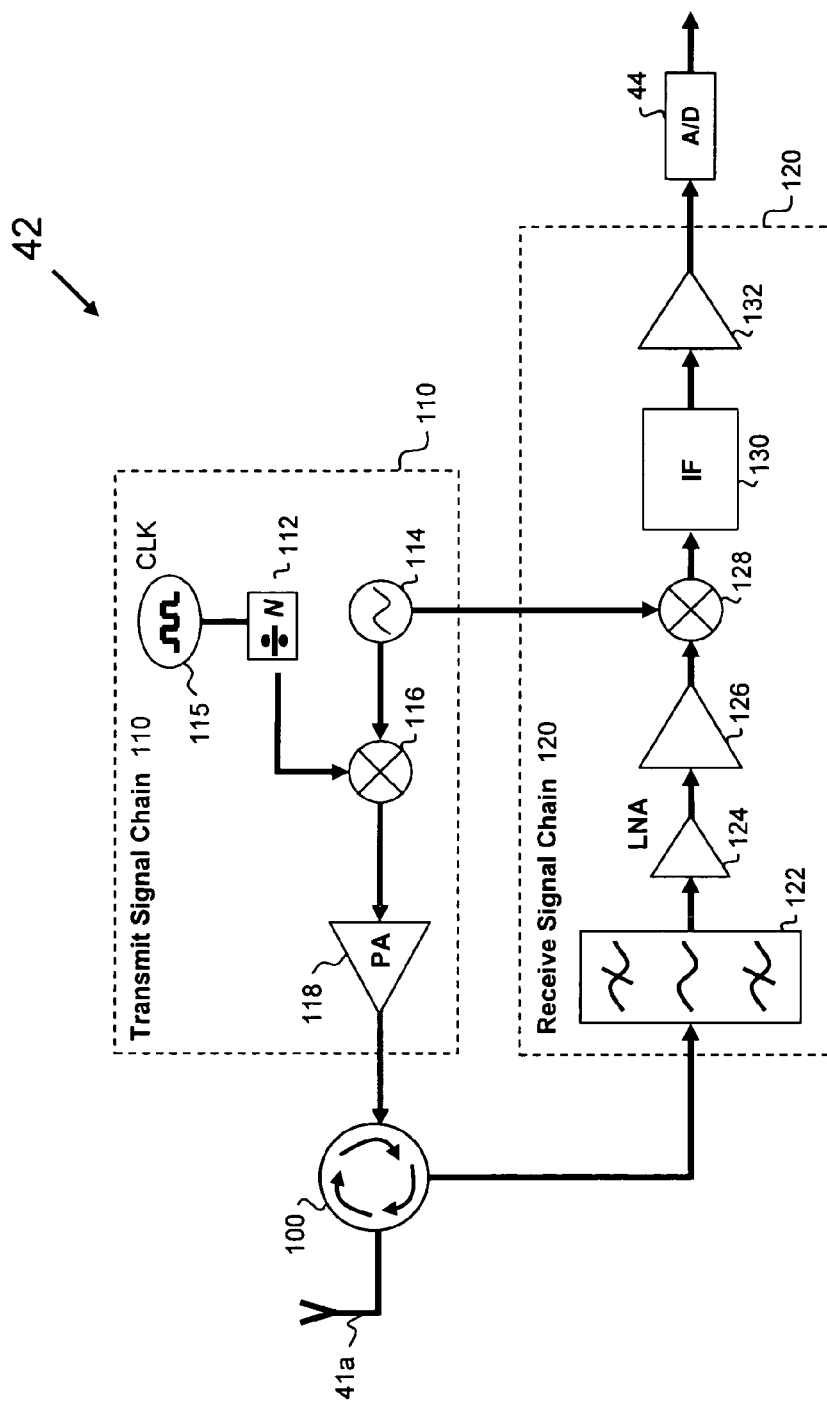 42
Transmit Signal Chain 110
110
CLK
115
÷ N
112
114
116
PA
118
100
41a
Receive Signal Chain 120
120
122
LNA
124
126
128
IF
130
132
A/D
44